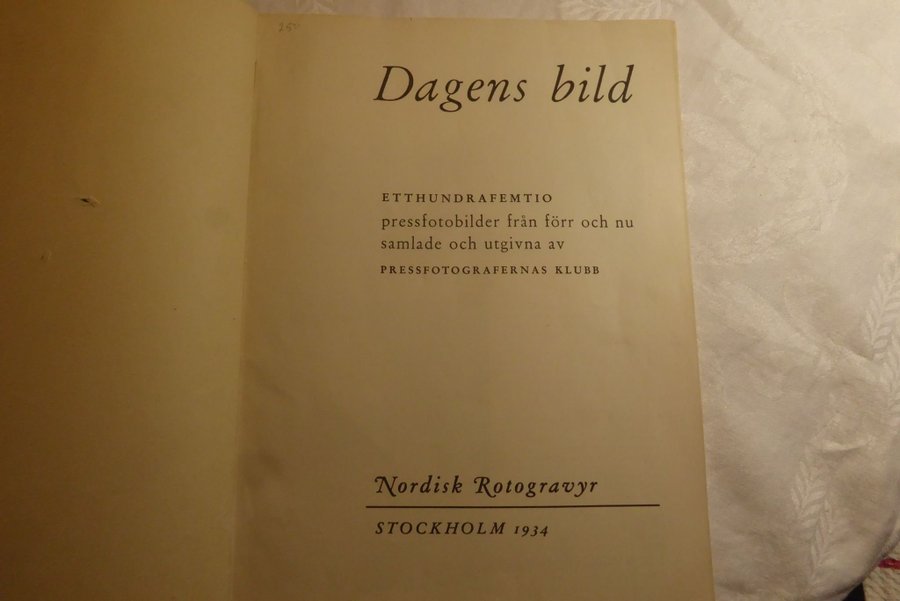 Dagens bild
ETTHUNDRAFEMTIO
pressfotobilder från förr och nu
samlade och utgivna av
PRESSFOTOGRAFERNAS KLUBB
Nordisk Rotogravyr
STOCKHOLM 1934